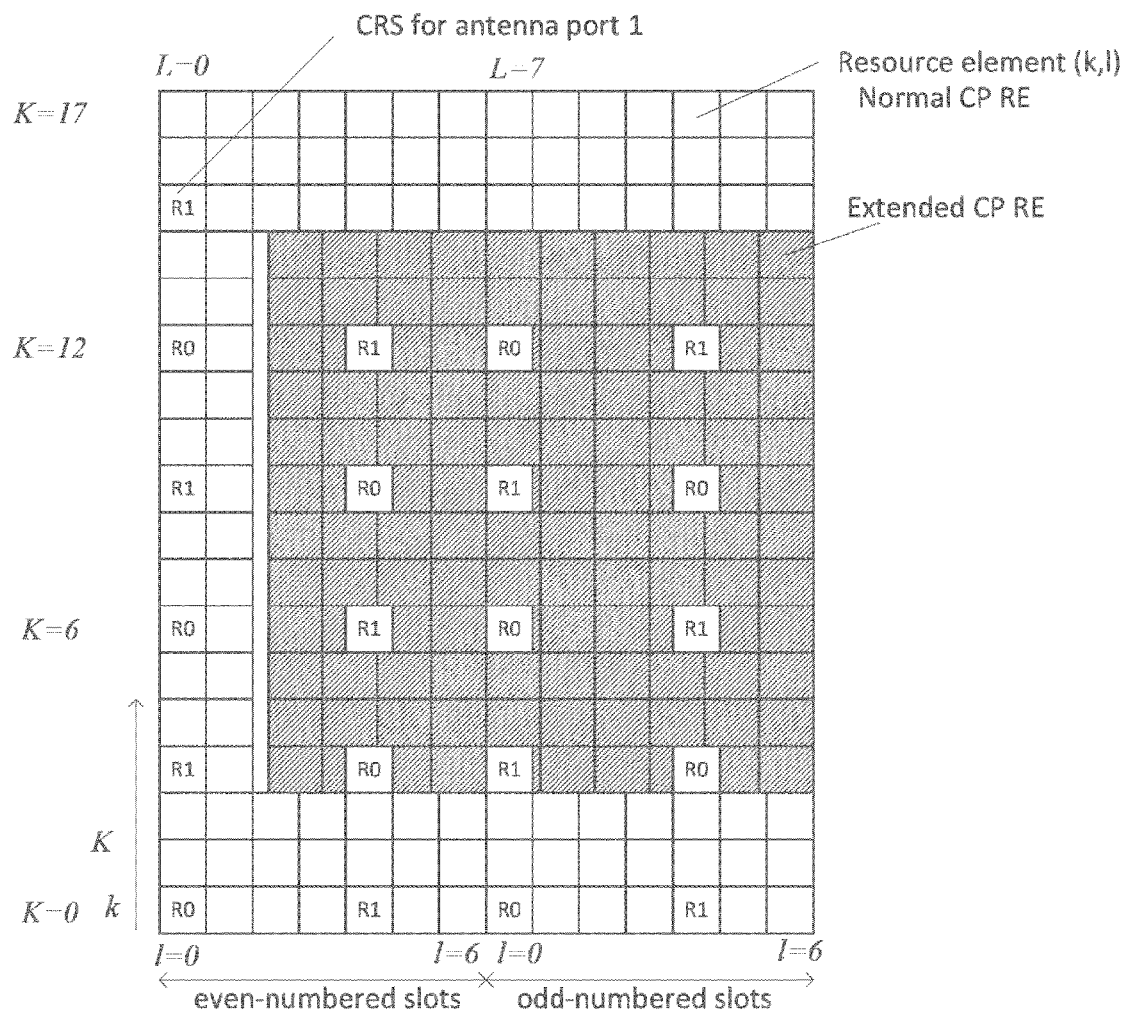 CRS for antenna port 1
L=0
L=7
Resource element (k,l)
Normal CP RE
K=17
R1
Extended CP RE
K=12
R0
R1
R0
R1
R1
R0
R1
R0
K=6
R0
R1
R0
R1
R1
R0
R1
R0
K
K=0
k
R0
R1
R0
R1
l=0
l=6
l=0
l=6
even-numbered slots
odd-numbered slots